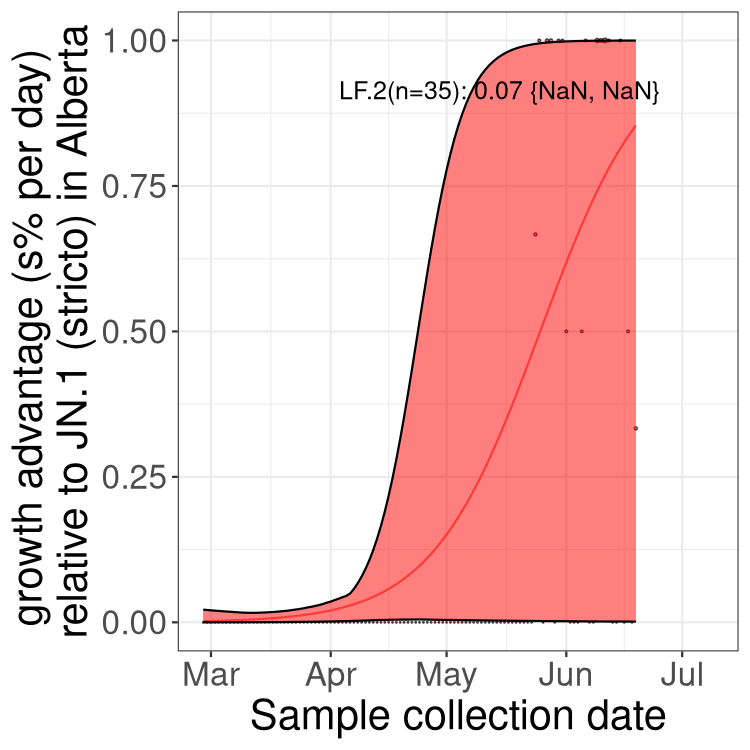 growth advantage (s% per day)
relative to JN.1 (stricto) in Alberta
1.00
0.75
0.50
0.25
0.00
LF.2(n=35): 0.07 {NaN, NaN}
Mar Apr May Jun Jul
Sample collection date